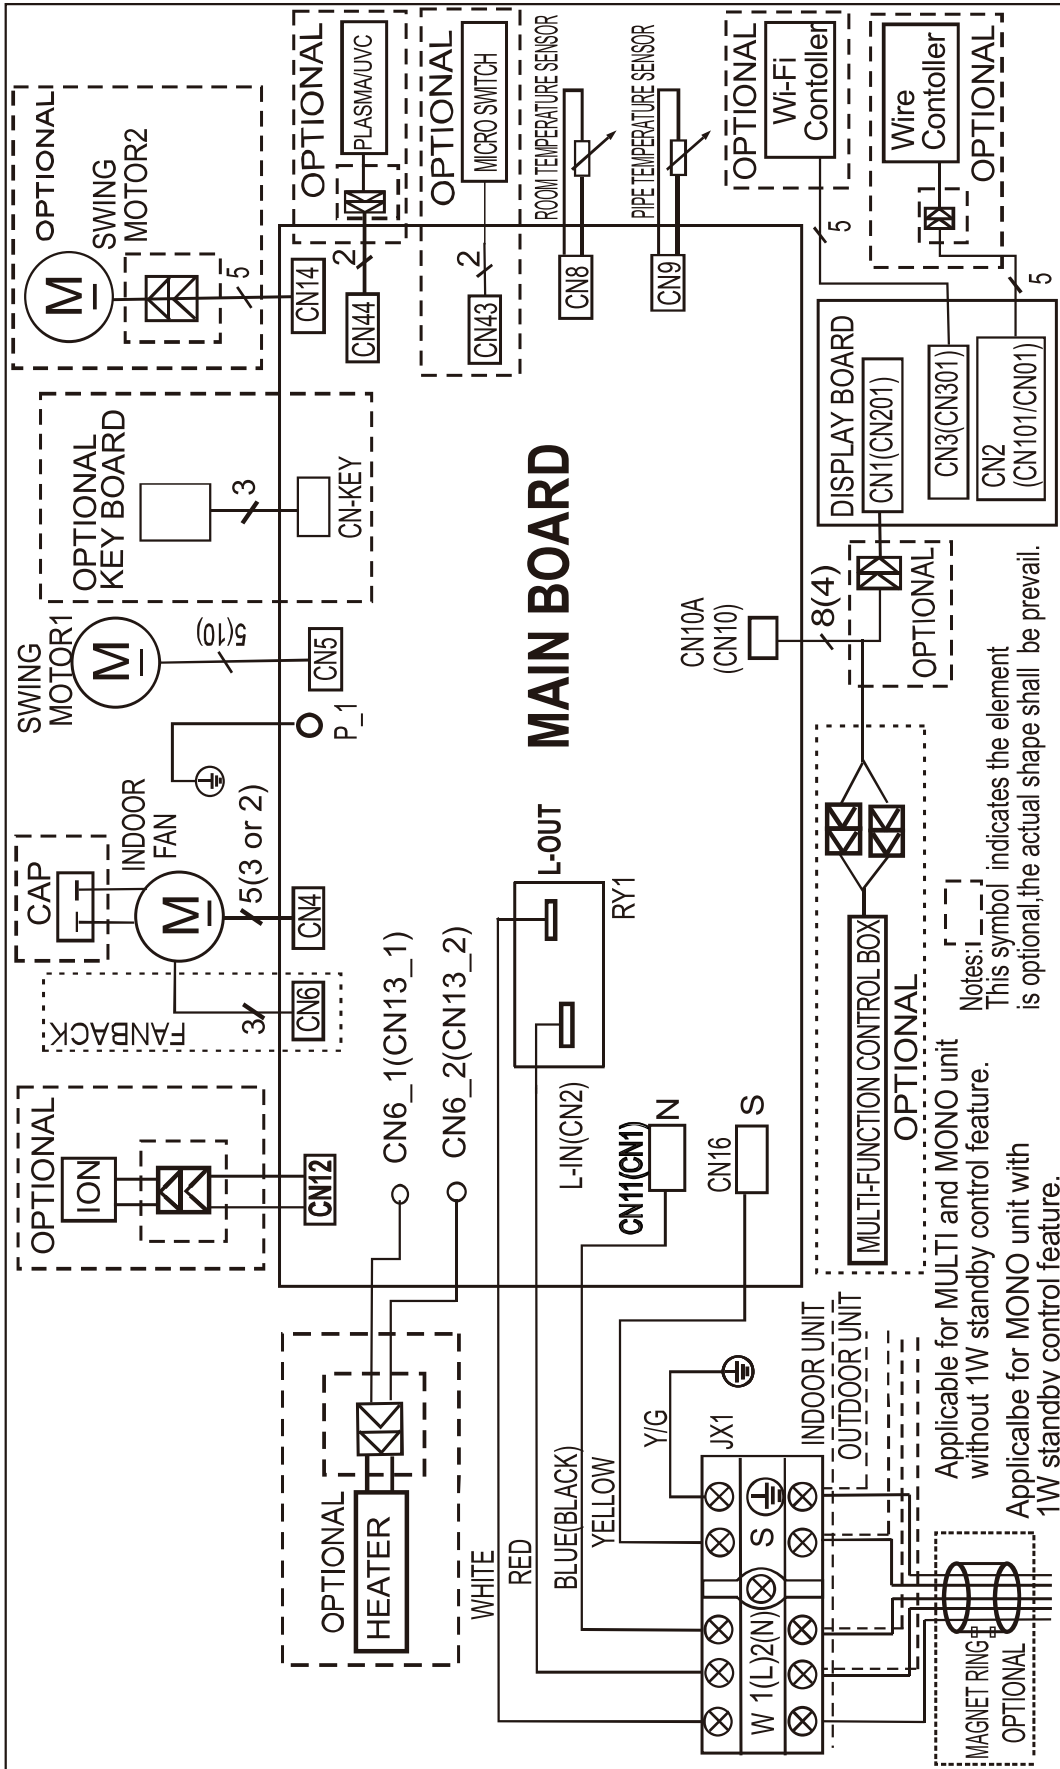 OPTIONAL
SWING
MOTOR2
M
5
CN14
OPTIONAL
PLASMA/UVC
2
CN44
OPTIONAL
MICRO SWITCH
2
CN43
ROOM TEMPERATURE SENSOR
CN8
PIPE TEMPERATURE SENSOR
CN9
OPTIONAL
Wi-Fi
Controller
5
Wire
Contoller
OPTIONAL
5
DISPLAY BOARD
CN1(CN201)
CN3(CN301)
CN2
(CN101/CN01)
OPTIONAL
KEY BOARD
3
CN-KEY
SWING
MOTOR1
M
5(10)
CN5
P_1
MAIN BOARD
CN10A
(CN10)
8(4)
OPTIONAL
CAP
INDOOR
FAN
M
5(3 or 2)
CN4
FANBACK
3
CN6
CN6_1(CN13_1)
CN6_2(CN13_2)
L-OUT
RY1
L-IN(CN2)
CN11(CN1)
N
CN16
S
OPTIONAL
ION
CN12
MULTI-FUNCTION CONTROL BOX
OPTIONAL
Notes:
This symbol indicates the element
is optional,the actual shape shall be prevail.
OPTIONAL
HEATER
WHITE
RED
BLUE(BLACK)
YELLOW
Y/G
JX1
W 1(L)2(N) S
INDOOR UNIT
OUTDOOR UNIT
Applicable for MULTI and MONO unit
without 1W standby control feature.
Applicalbe for MONO unit with
1W standby control feature.
MAGNET RING
OPTIONAL